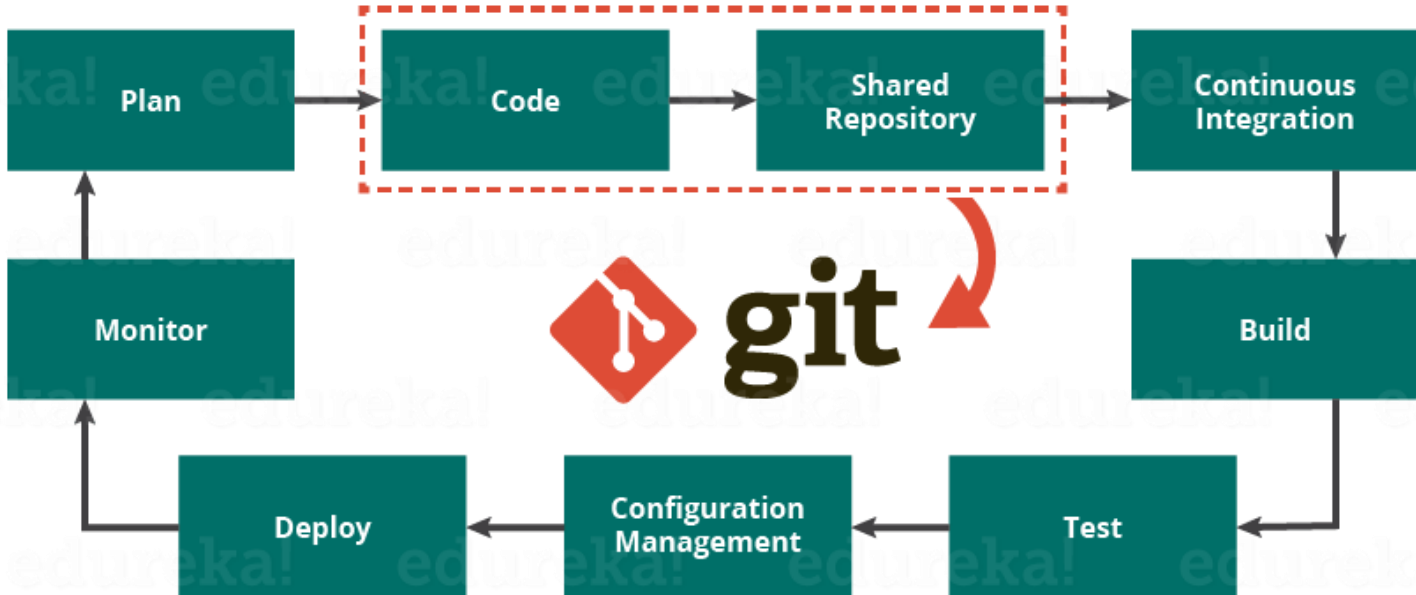 Plan
Code
Shared
Repository
Continuous
Integration
Monitor
git
Build
Deploy
Configuration
Management
Test
edureka!